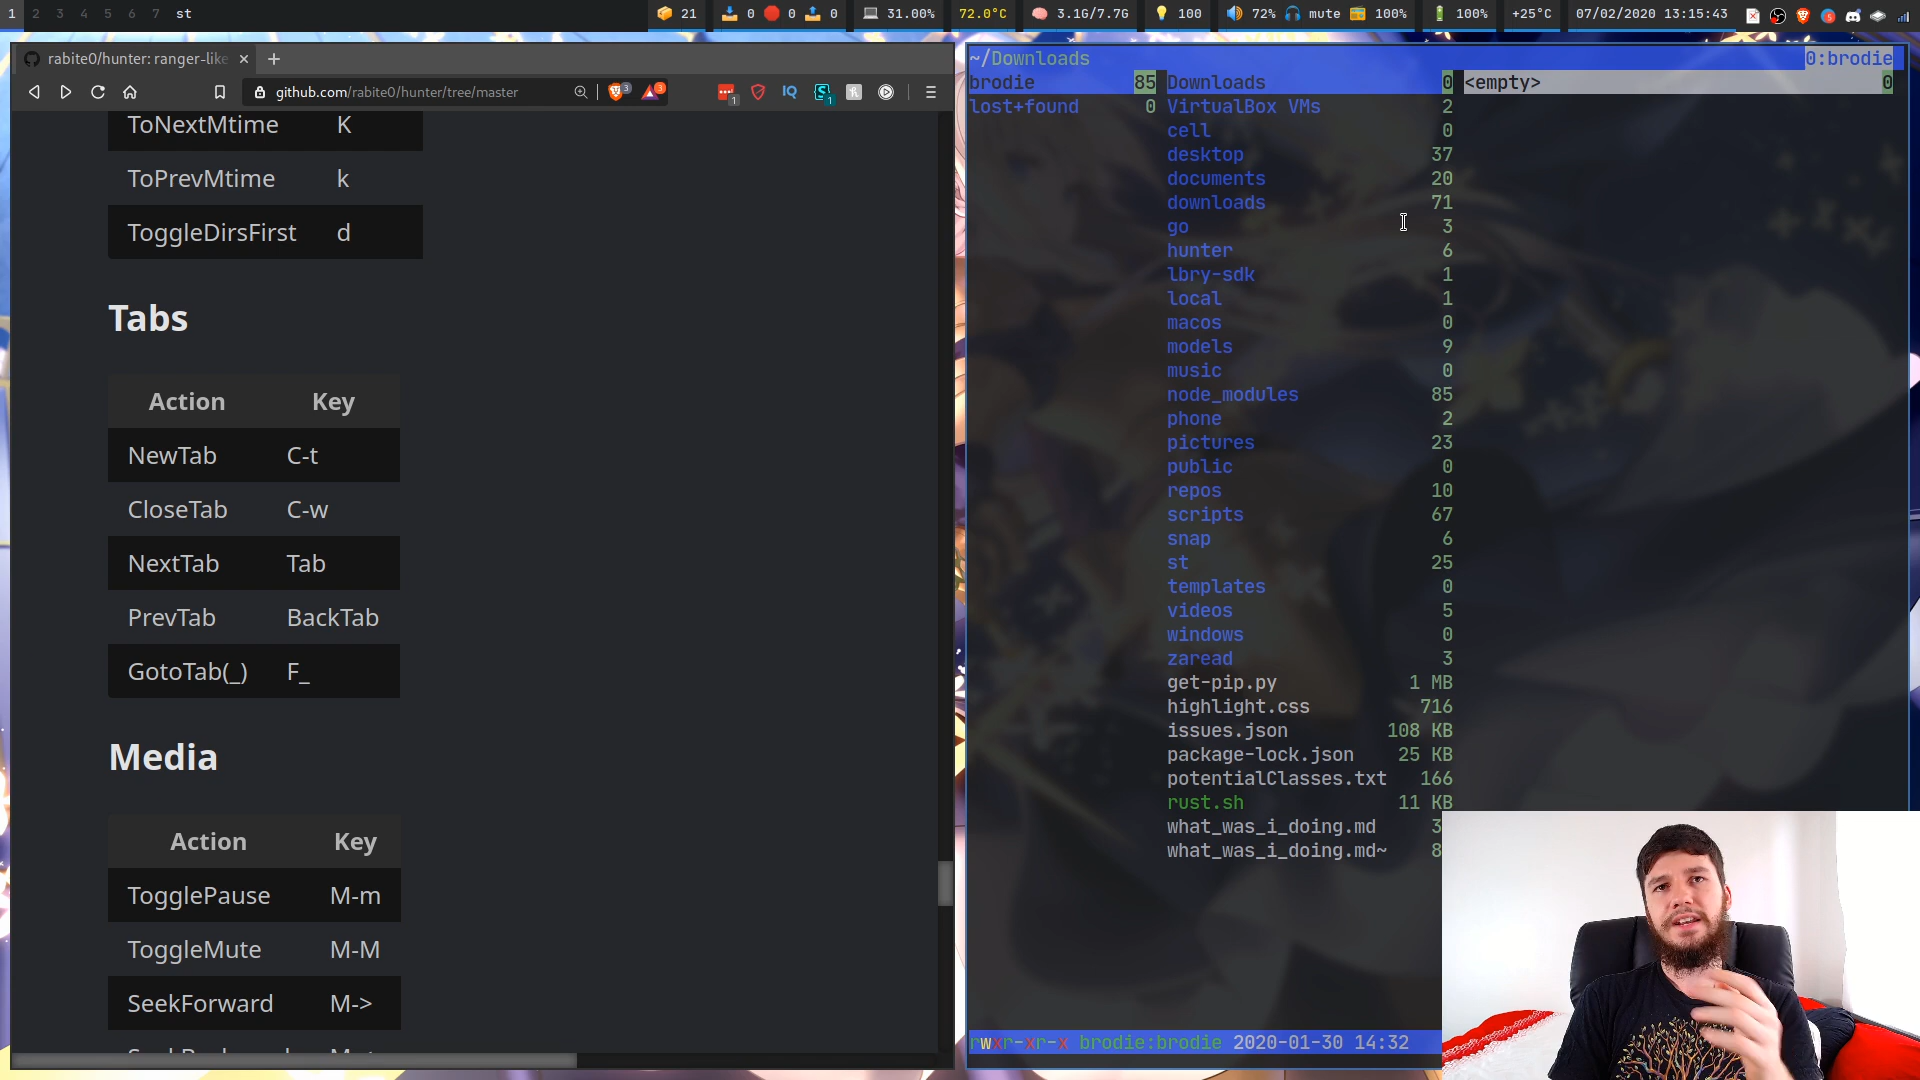 1 2 3 4 5 6 7 st 21 0 0 0 31.00% 72.0°C 3.1G/7.7G 100 72% mute 100% 100% +25°C 07/02/2020 13:15:43
rabite0/hunter: ranger-like
github.com/rabite0/hunter/tree/master
ToNextMtime K
ToPrevMtime k
ToggleDirsFirst d
Tabs
Action Key
NewTab C-t
CloseTab C-w
NextTab Tab
PrevTab BackTab
GotoTab(_) F_
Media
Action Key
TogglePause M-m
ToggleMute M-M
SeekForward M->
~/Downloads 0:brodie
brodie 85 Downloads 0 <empty> 0
lost+found 0 VirtualBox VMs 2
cell 0
desktop 37
documents 20
downloads 71
go 3
hunter 6
lbry-sdk 1
local 1
macos 0
models 9
music 0
node_modules 85
phone 2
pictures 23
public 0
repos 10
scripts 67
snap 6
st 25
templates 0
videos 5
windows 0
zaread 3
get-pip.py 1 MB
highlight.css 716
issues.json 108 KB
package-lock.json 25 KB
potentialClasses.txt 166
rust.sh 11 KB
what_was_i_doing.md 3
what_was_i_doing.md~ 8
rwxr-xr-x brodie:brodie 2020-01-30 14:32